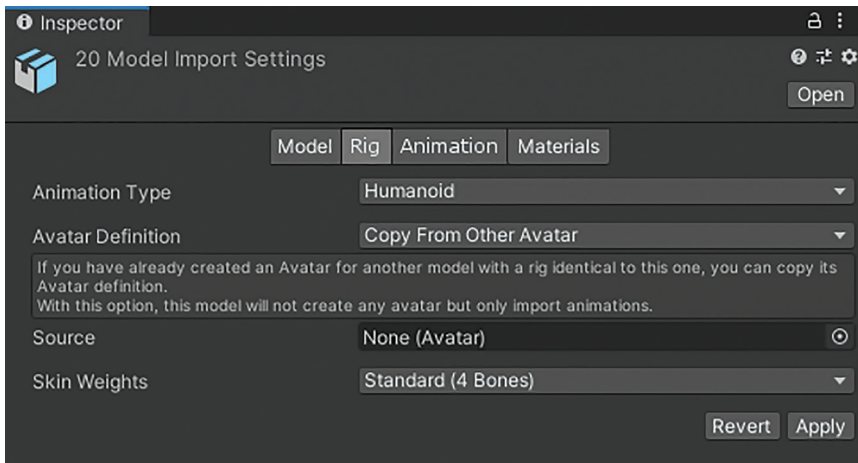 Inspector
20 Model Import Settings
Open
Model Rig Animation Materials
Animation Type Humanoid
Avatar Definition Copy From Other Avatar
If you have already created an Avatar for another model with a rig identical to this one, you can copy its
Avatar definition.
With this option, this model will not create any avatar but only import animations.
Source None (Avatar)
Skin Weights Standard (4 Bones)
Revert Apply